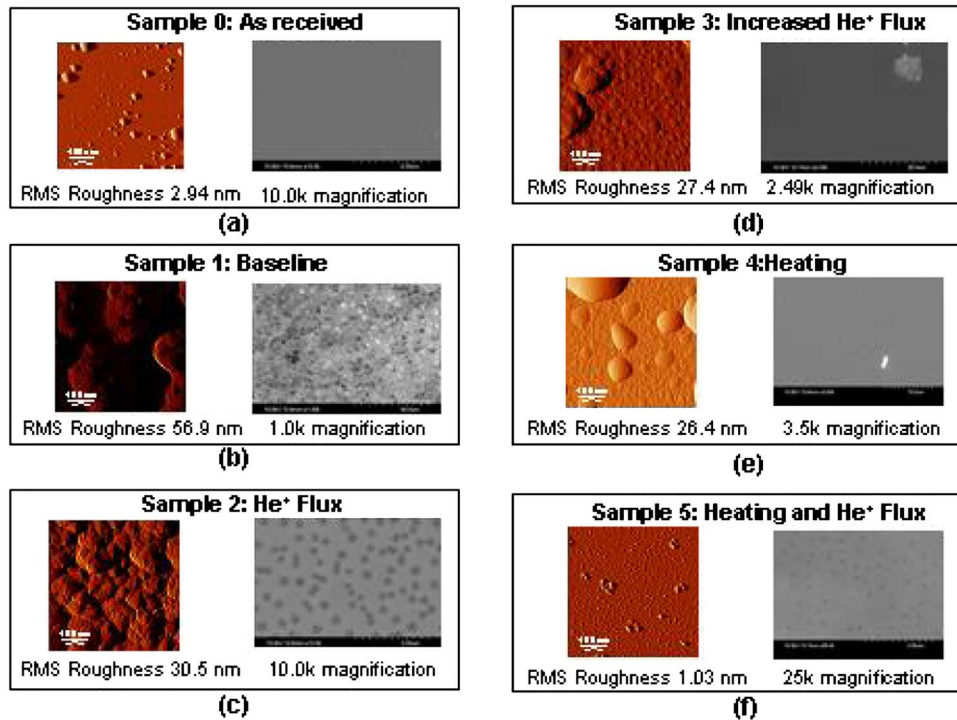 Sample 0: As received
RMS Roughness 2.94 nm
10.0k magnification
(a)
Sample 1: Baseline
RMS Roughness 56.9 nm
1.0k magnification
(b)
Sample 2: He⁺ Flux
RMS Roughness 30.5 nm
10.0k magnification
(c)
Sample 3: Increased He⁺ Flux
RMS Roughness 27.4 nm
2.49k magnification
(d)
Sample 4:Heating
RMS Roughness 26.4 nm
3.5k magnification
(e)
Sample 5: Heating and He⁺ Flux
RMS Roughness 1.03 nm
25k magnification
(f)